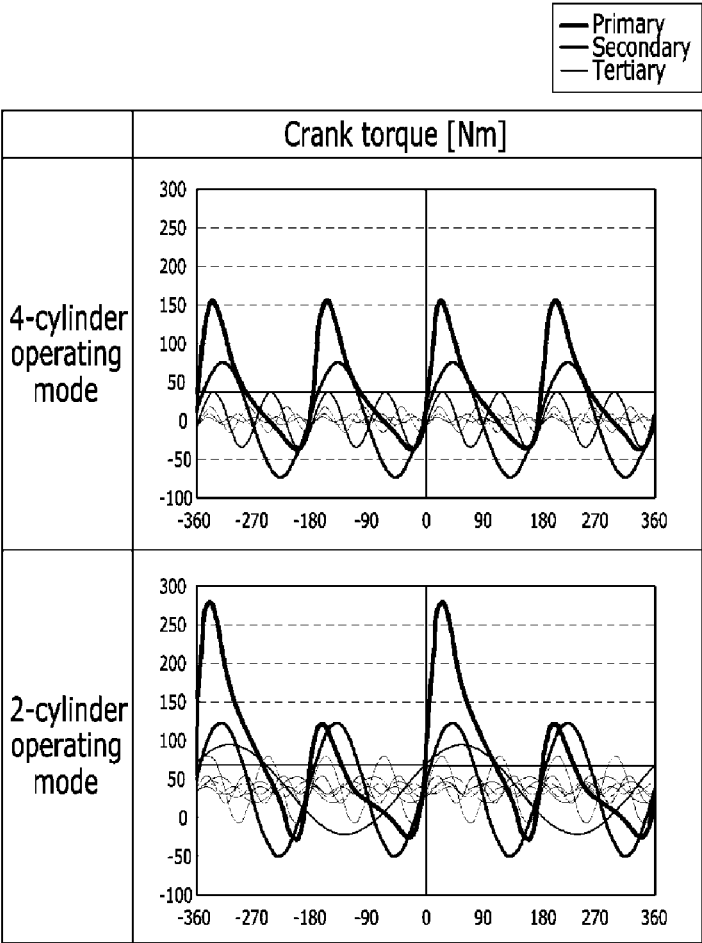 Primary
Secondary
Tertiary
Crank torque [Nm]
4-cylinder
operating
mode
300
250
200
150
100
50
0
-50
-100
-360 -270 -180 -90 0 90 180 270 360
2-cylinder
operating
mode
300
250
200
150
100
50
0
-50
-100
-360 -270 -180 -90 0 90 180 270 360